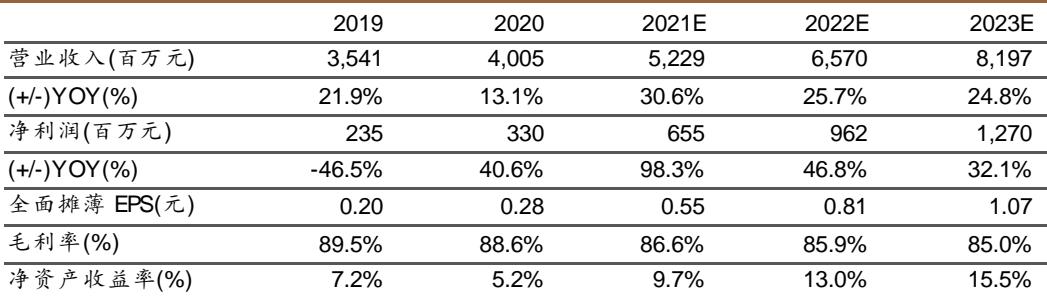 2019 2020 2021E 2022E 2023E
营业收入(百万元) 3,541 4,005 5,229 6,570 8,197
(+/-)YOY(%) 21.9% 13.1% 30.6% 25.7% 24.8%
净利润(百万元) 235 330 655 962 1,270
(+/-)YOY(%) -46.5% 40.6% 98.3% 46.8% 32.1%
全面摊薄 EPS(元) 0.20 0.28 0.55 0.81 1.07
毛利率(%) 89.5% 88.6% 86.6% 85.9% 85.0%
净资产收益率(%) 7.2% 5.2% 9.7% 13.0% 15.5%